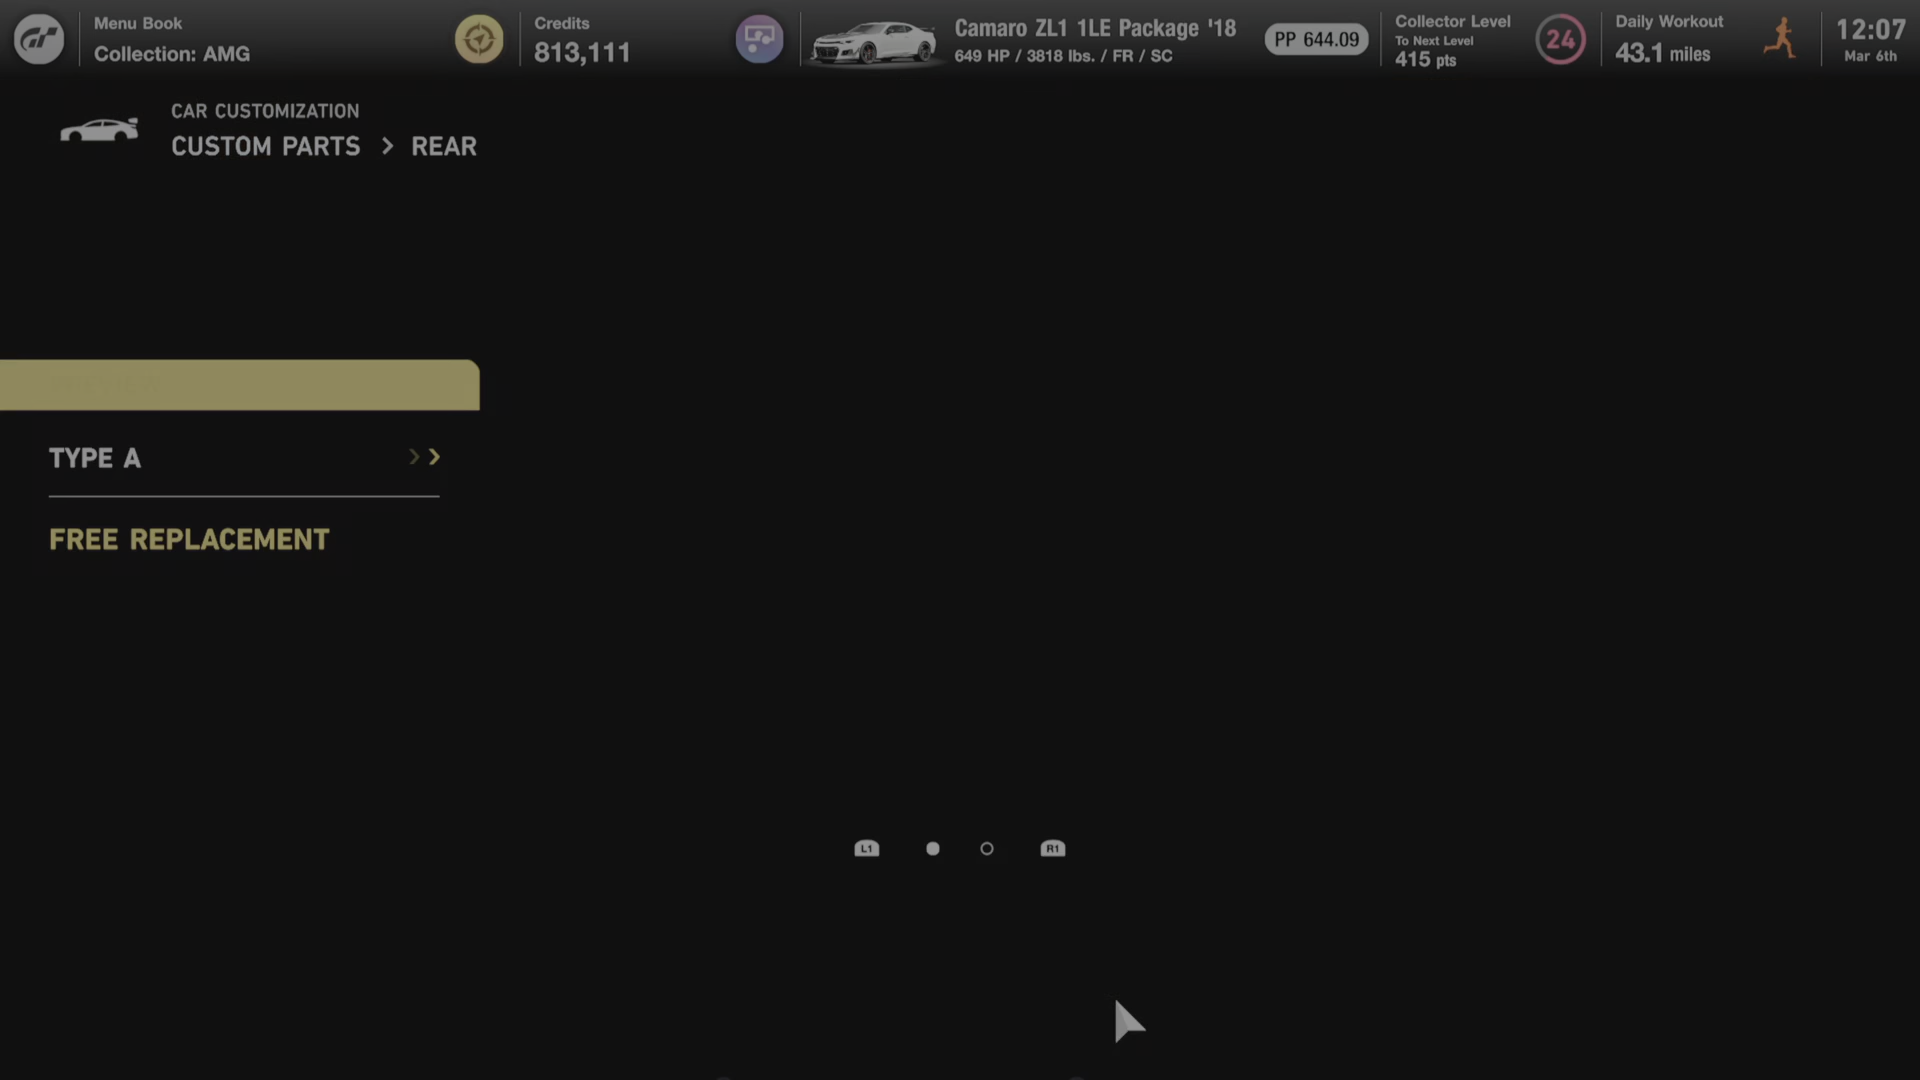 Menu Book
Collection: AMG
Credits
813,111
Camaro ZL1 1LE Package '18
649 HP / 3818 lbs. / FR / SC
PP 644.09
Collector Level
To Next Level
415 pts
24
Daily Workout
43.1 miles
12:07
Mar 6th
CAR CUSTOMIZATION
CUSTOM PARTS > REAR
TYPE A
FREE REPLACEMENT
L1
R1